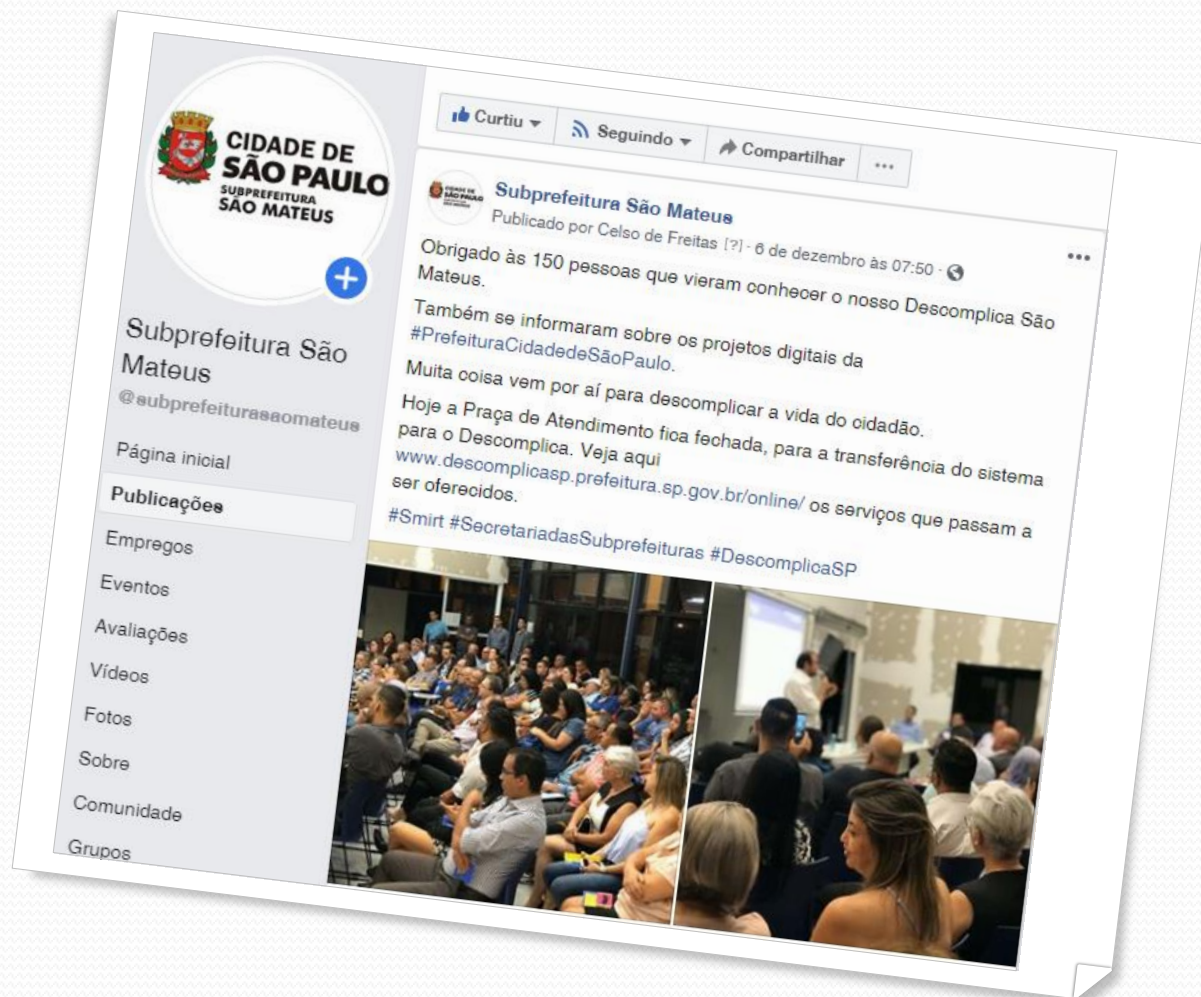 CIDADE DE
SÃO PAULO
SUBPREFEITURA
SÃO MATEUS
Subprefeitura São
Mateus
@subprefeiturasaomateus
Página inicial
Publicações
Empregos
Eventos
Avaliações
Vídeos
Fotos
Sobre
Comunidade
Grupos
Curtiu
Seguindo
Compartilhar
...
CIDADE DE
SÃO PAULO
Subprefeitura São Mateus
Publicado por Celso de Freitas [?] · 6 de dezembro às 07:50 ·
...
Obrigado às 150 pessoas que vieram conhecer o nosso Descomplica São
Mateus.
Também se informaram sobre os projetos digitais da
#PrefeituraCidadedeSãoPaulo.
Muita coisa vem por aí para descomplicar a vida do cidadão.
Hoje a Praça de Atendimento fica fechada, para a transferência do sistema
para o Descomplica. Veja aqui
www.descomplicasp.prefeitura.sp.gov.br/online/ os serviços que passam a
ser oferecidos.
#Smirt #SecretariadasSubprefeituras #DescomplicaSP